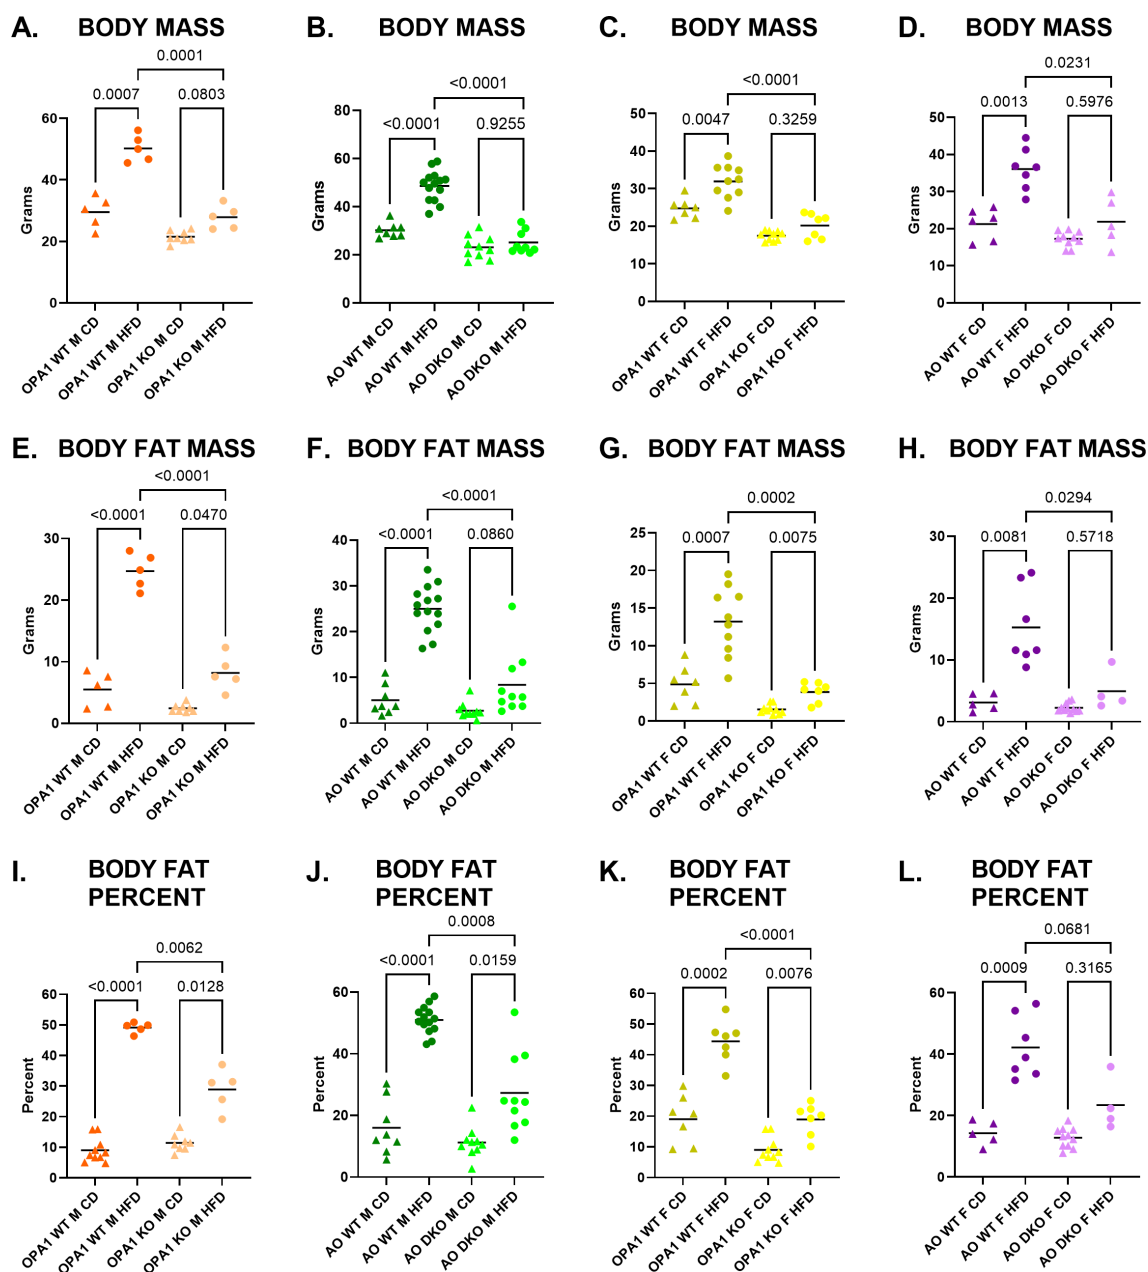 A. BODY MASS
0.0001
0.0007 0.0803
60
40
20
0
Grams
OPA1 WT M CD
OPA1 WT M HFD
OPA1 KO M CD
OPA1 KO M HFD
B. BODY MASS
<0.0001
<0.0001 0.9255
80
60
40
20
0
Grams
AO WT M CD
AO WT M HFD
AO DKO M CD
AO DKO M HFD
C. BODY MASS
<0.0001
0.0047 0.3259
50
40
30
20
10
0
Grams
OPA1 WT F CD
OPA1 WT F HFD
OPA1 KO F CD
OPA1 KO F HFD
D. BODY MASS
0.0231
0.0013 0.5976
50
40
30
20
10
0
Grams
AO WT F CD
AO WT F HFD
AO DKO F CD
AO DKO F HFD
E. BODY FAT MASS
<0.0001
<0.0001 0.0470
30
20
10
0
Grams
OPA1 WT M CD
OPA1 WT M HFD
OPA1 KO M CD
OPA1 KO M HFD
F. BODY FAT MASS
<0.0001
<0.0001 0.0860
40
30
20
10
0
Grams
AO WT M CD
AO WT M HFD
AO DKO M CD
AO DKO M HFD
G. BODY FAT MASS
0.0002
0.0007 0.0075
25
20
15
10
5
0
Grams
OPA1 WT F CD
OPA1 WT F HFD
OPA1 KO F CD
OPA1 KO F HFD
H. BODY FAT MASS
0.0294
0.0081 0.5718
30
20
10
0
Grams
AO WT F CD
AO WT F HFD
AO DKO F CD
AO DKO F HFD
I. BODY FAT
PERCENT
0.0062
<0.0001 0.0128
60
50
40
30
20
10
0
Percent
OPA1 WT M CD
OPA1 WT M HFD
OPA1 KO M CD
OPA1 KO M HFD
J. BODY FAT
PERCENT
0.0008
<0.0001 0.0159
60
40
20
0
Percent
AO WT M CD
AO WT M HFD
AO DKO M CD
AO DKO M HFD
K. BODY FAT
PERCENT
<0.0001
0.0002 0.0076
60
50
40
30
20
10
0
Percent
OPA1 WT F CD
OPA1 WT F HFD
OPA1 KO F CD
OPA1 KO F HFD
L. BODY FAT
PERCENT
0.0681
0.0009 0.3165
60
40
20
0
Percent
AO WT F CD
AO WT F HFD
AO DKO F CD
AO DKO F HFD